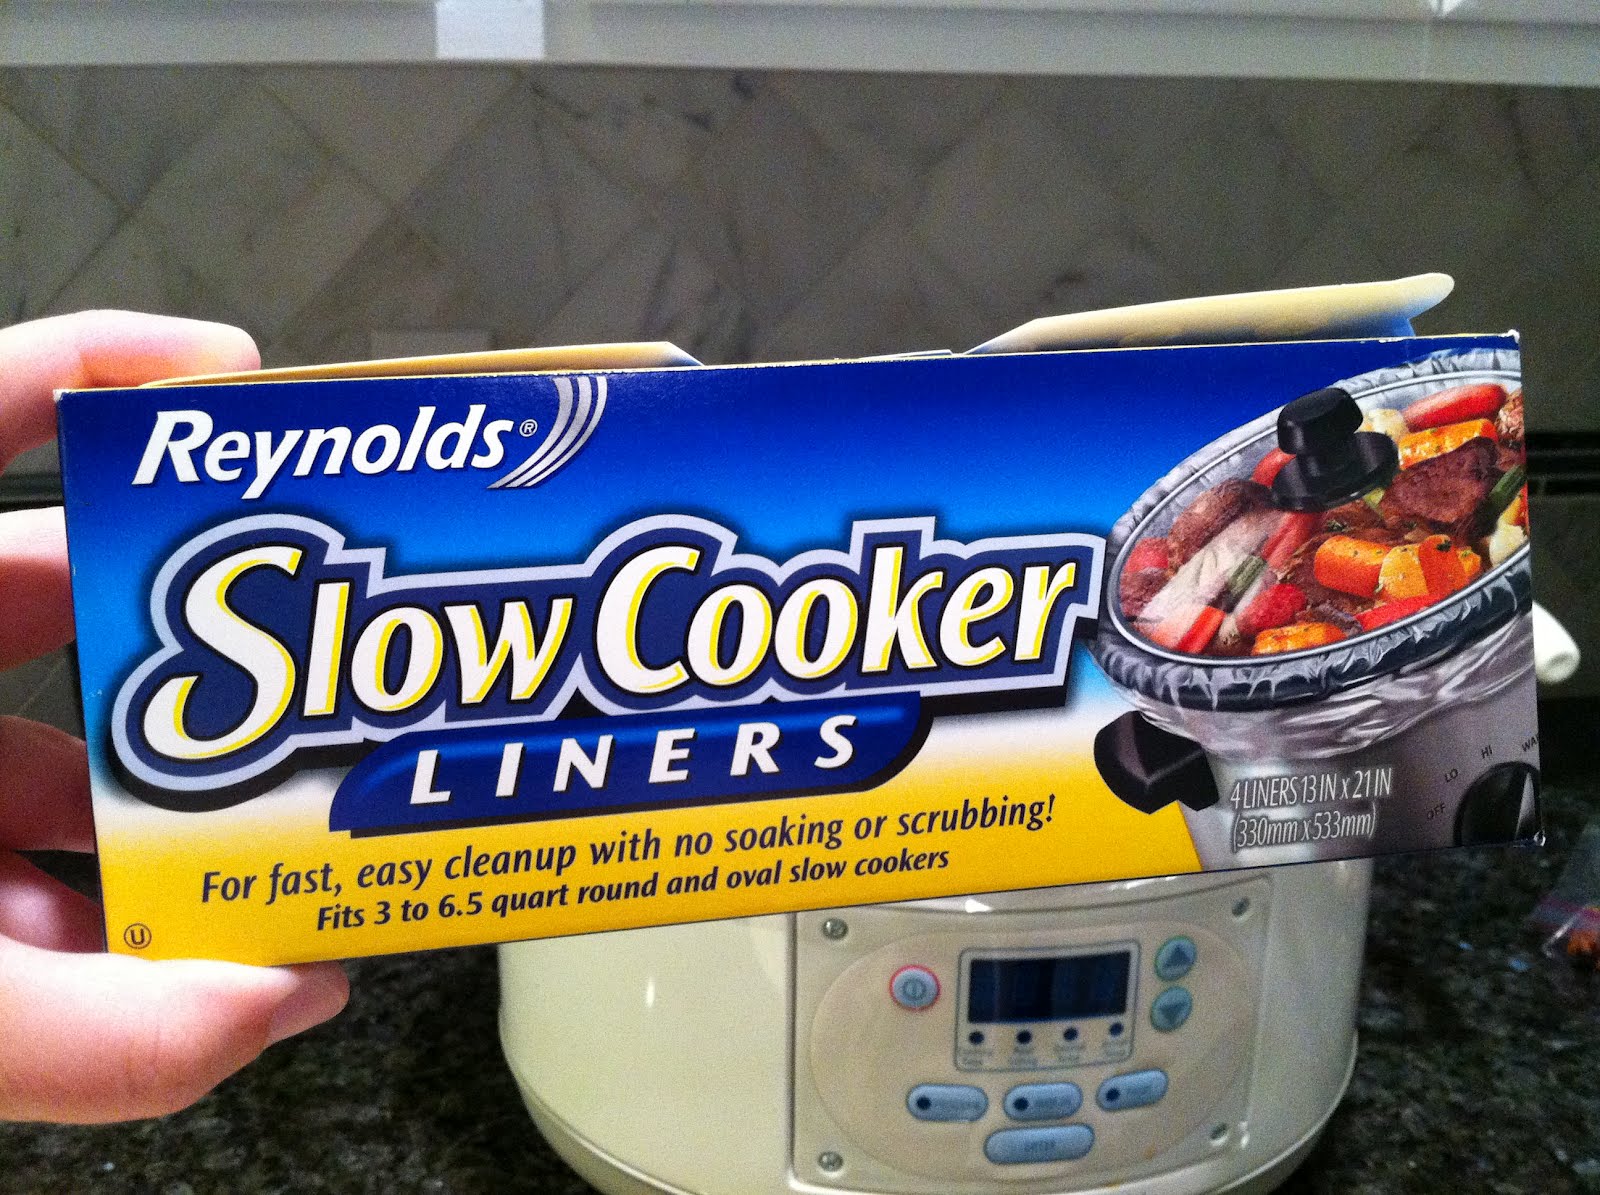 Reynolds®
Slow Cooker
LINERS
For fast, easy cleanup with no soaking or scrubbing!
Fits 3 to 6.5 quart round and oval slow cookers
U
4 LINERS 13 IN x 21 IN
(330mm x 533mm)
OFF
LO
HI